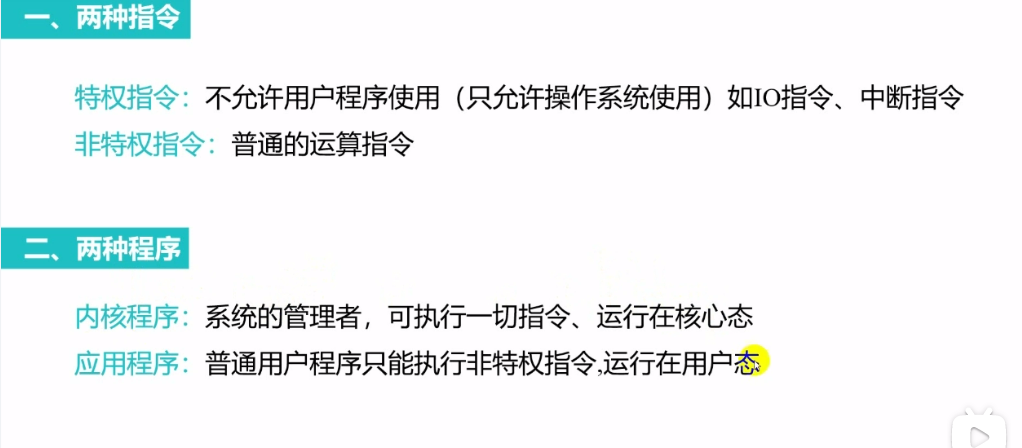 一、两种指令
特权指令：不允许用户程序使用（只允许操作系统使用）如IO指令、中断指令
非特权指令：普通的运算指令
二、两种程序
内核程序：系统的管理者，可执行一切指令、运行在核心态
应用程序：普通用户程序只能执行非特权指令,运行在用户态